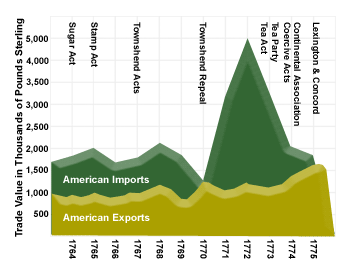 Trade Value in Thousands of Pounds Sterling
5,000
4,500
4,000
3,500
3,000
2,500
2,000
1,500
1,000
500
Sugar Act
Stamp Act
Townshend Acts
Townshend Repeal
Tea Act
Tea Party
Coercive Acts
Continental Association
Lexington & Concord
American Imports
American Exports
1764
1765
1766
1767
1768
1769
1770
1771
1772
1773
1774
1775